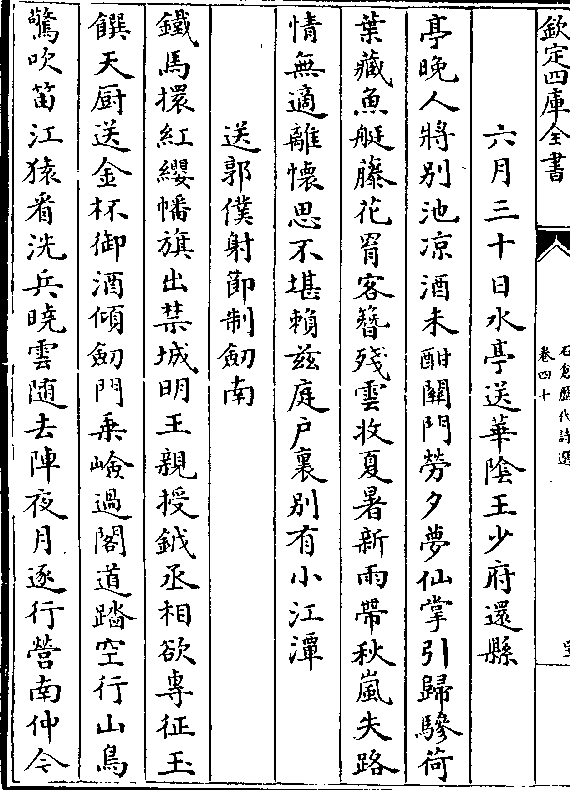 欽定四庫全書
石倉歷代詩選
卷四十
六月三十日水亭送華隂王少府還縣
亭晚人將別池凉酒未酣關門勞夕夢仙掌引歸驂荷
葉藏魚艇藤花罥客簪殘雲收夏暑新雨帶秋嵐失路
情無適離懷思不堪賴兹庭户裏別有小江潭
送郭僕射節制劒南
鐵馬擐紅纓幡旗出禁城明王親授鉞丞相欲專征玉
饌天厨送金杯御酒傾劒門乗嶮過閣道踏空行山鳥
驚吹笛江猿看洗兵曉雲随去陣夜月逐行營南仲今